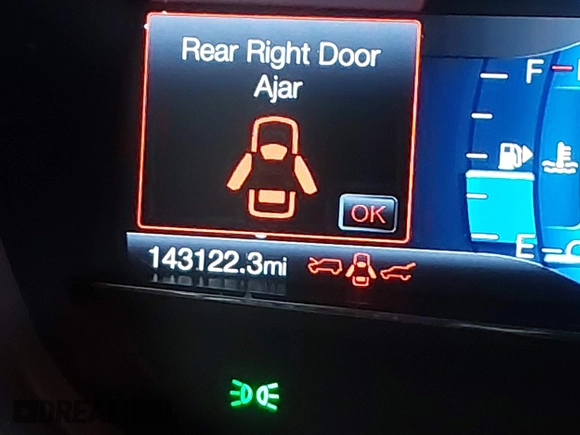 Rear Right Door
Ajar
OK
F
E
C
143122.3mi